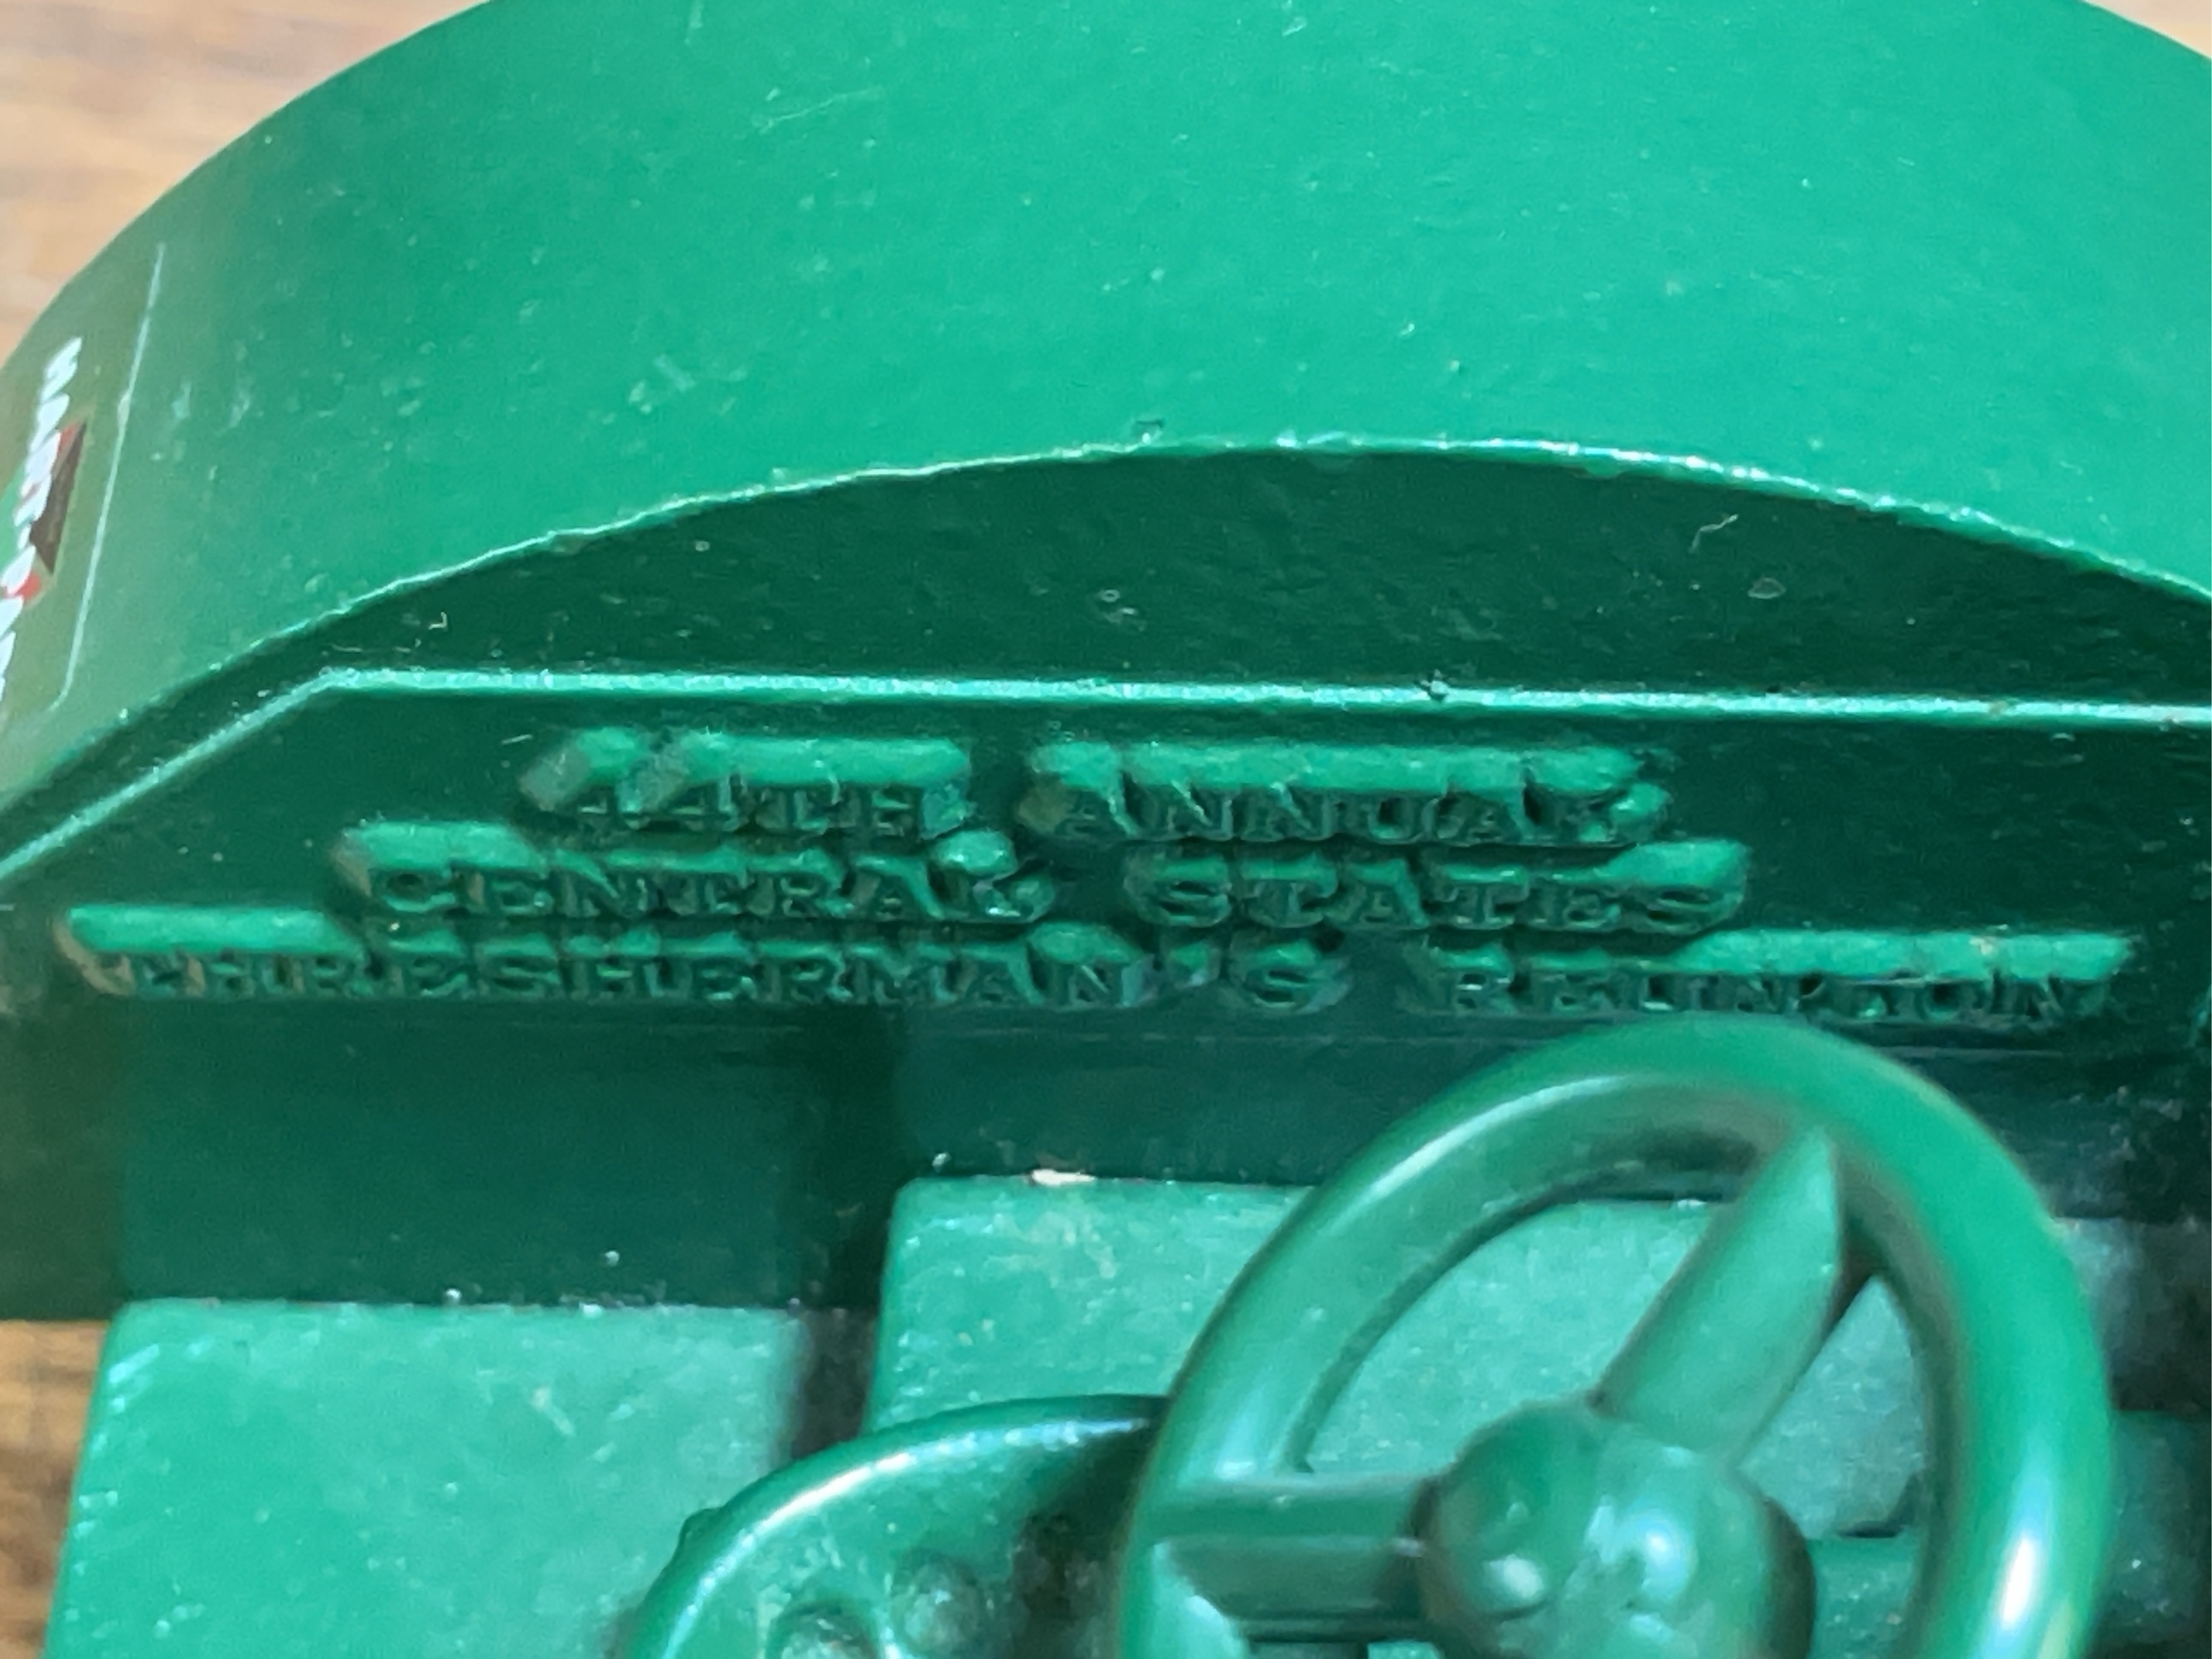 44TH ANNUAL
CENTRAL STATES
THRESHERMAN'S REUNION